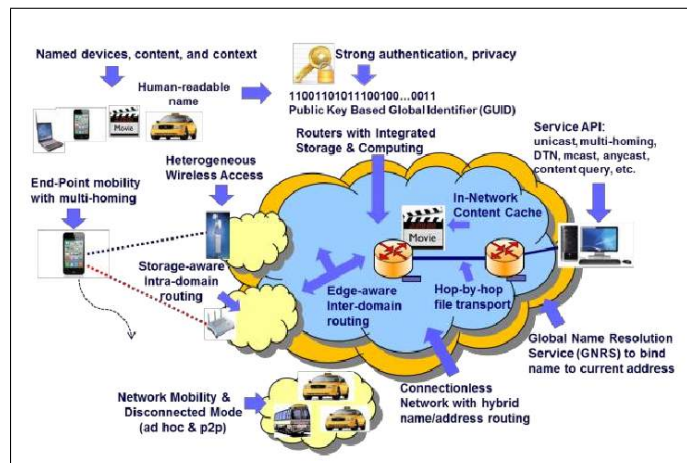 Named devices, content, and context
Strong authentication, privacy
Human-readable
name
11001101011100100...0011
Public Key Based Global Identifier (GUID)
Movie
Routers with Integrated
Storage & Computing
Service API:
unicast, multi-homing,
DTN, mcast, anycast,
content query, etc.
Heterogeneous
Wireless Access
End-Point mobility
with multi-homing
In-Network
Content Cache
Movie
Storage-aware
Intra-domain
routing
Edge-aware
Inter-domain
routing
Hop-by-hop
file transport
Global Name Resolution
Service (GNRS) to bind
name to current address
Network Mobility &
Disconnected Mode
(ad hoc & p2p)
Connectionless
Network with hybrid
name/address routing